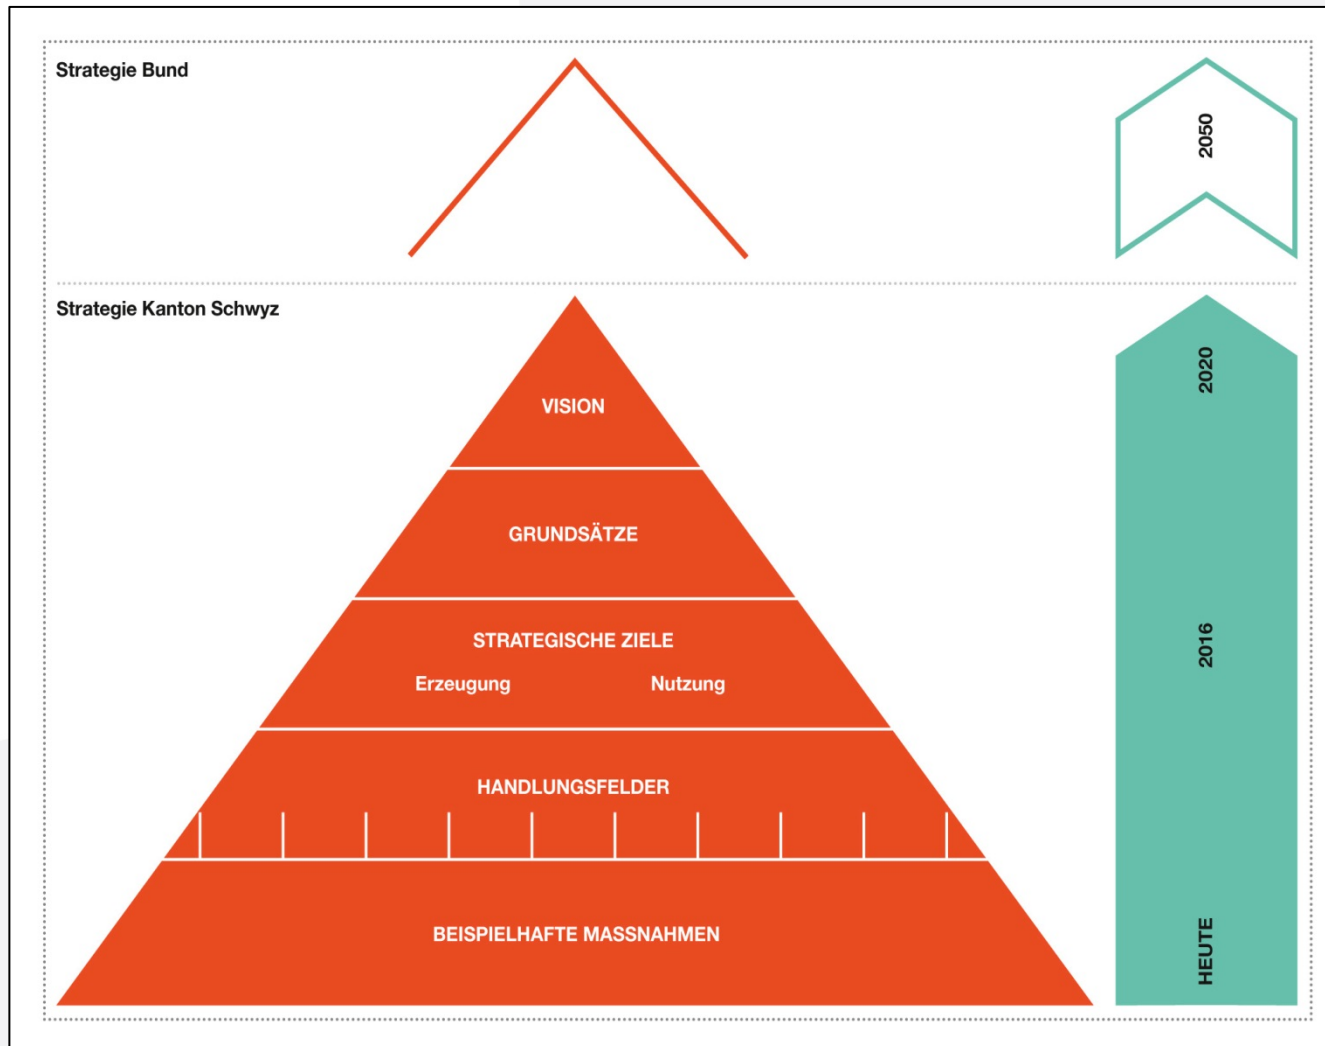 Strategie Bund
2050
Strategie Kanton Schwyz
2020
VISION
GRUNDSÄTZE
STRATEGISCHE ZIELE
Erzeugung Nutzung
2016
HANDLUNGSFELDER
BEISPIELHAFTE MASSNAHMEN
HEUTE